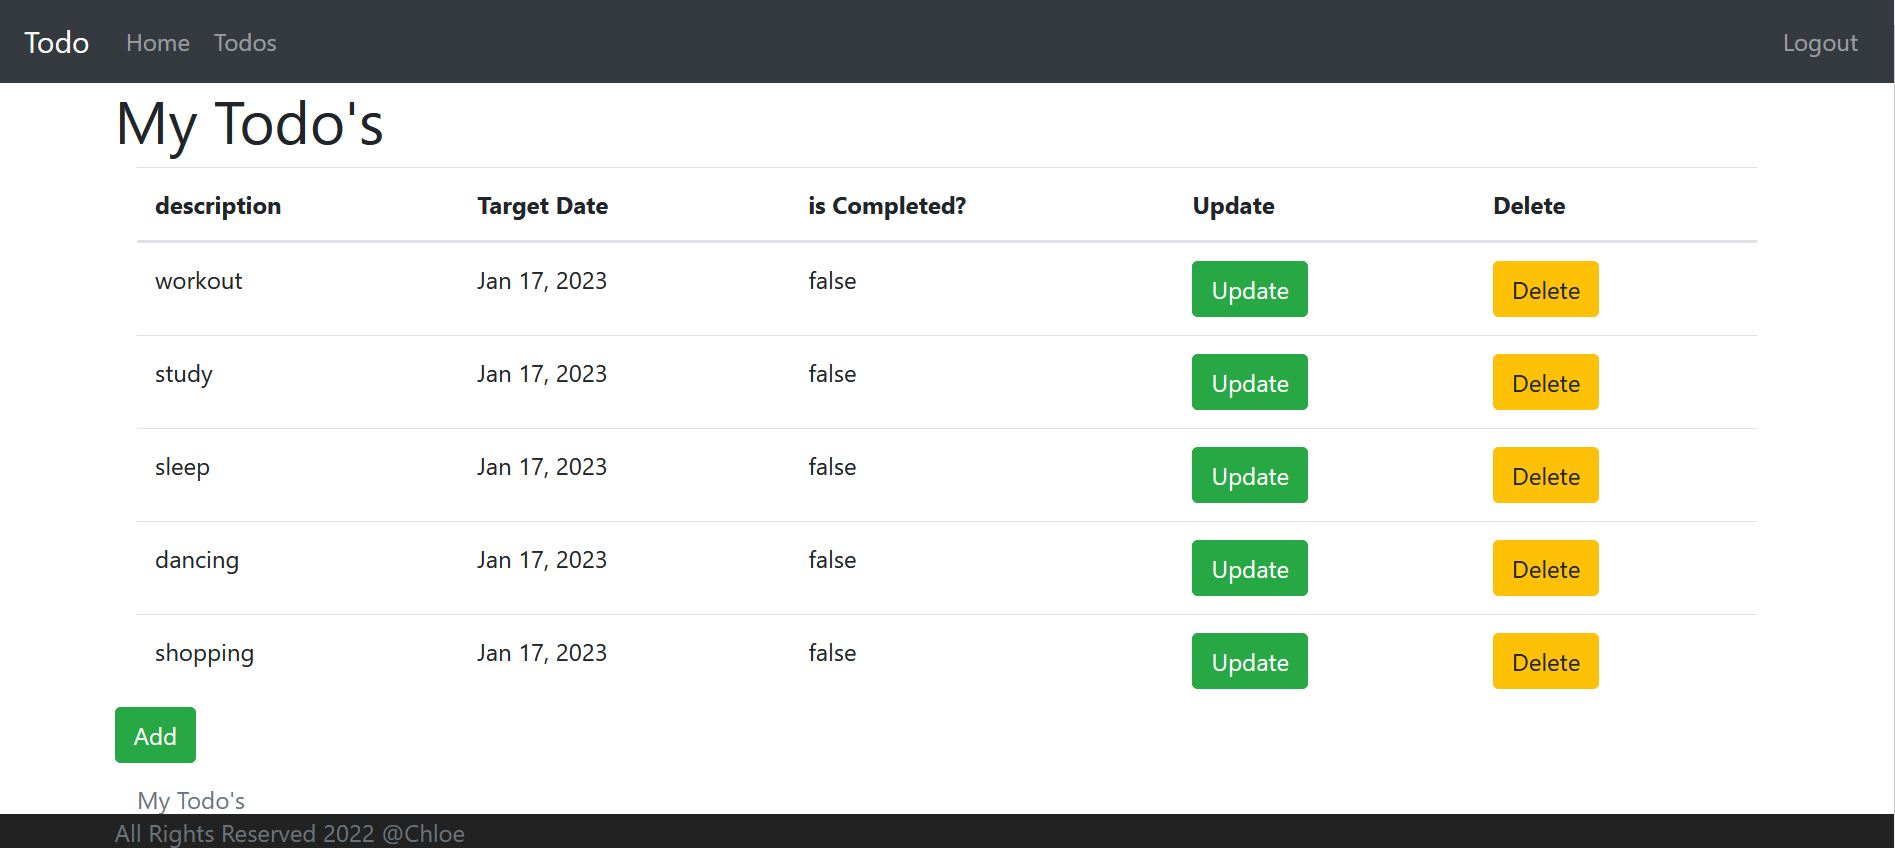 Todo Home Todos Logout
My Todo's
description Target Date is Completed? Update Delete
workout Jan 17, 2023 false Update Delete
study Jan 17, 2023 false Update Delete
sleep Jan 17, 2023 false Update Delete
dancing Jan 17, 2023 false Update Delete
shopping Jan 17, 2023 false Update Delete
Add
My Todo's
All Rights Reserved 2022 @Chloe